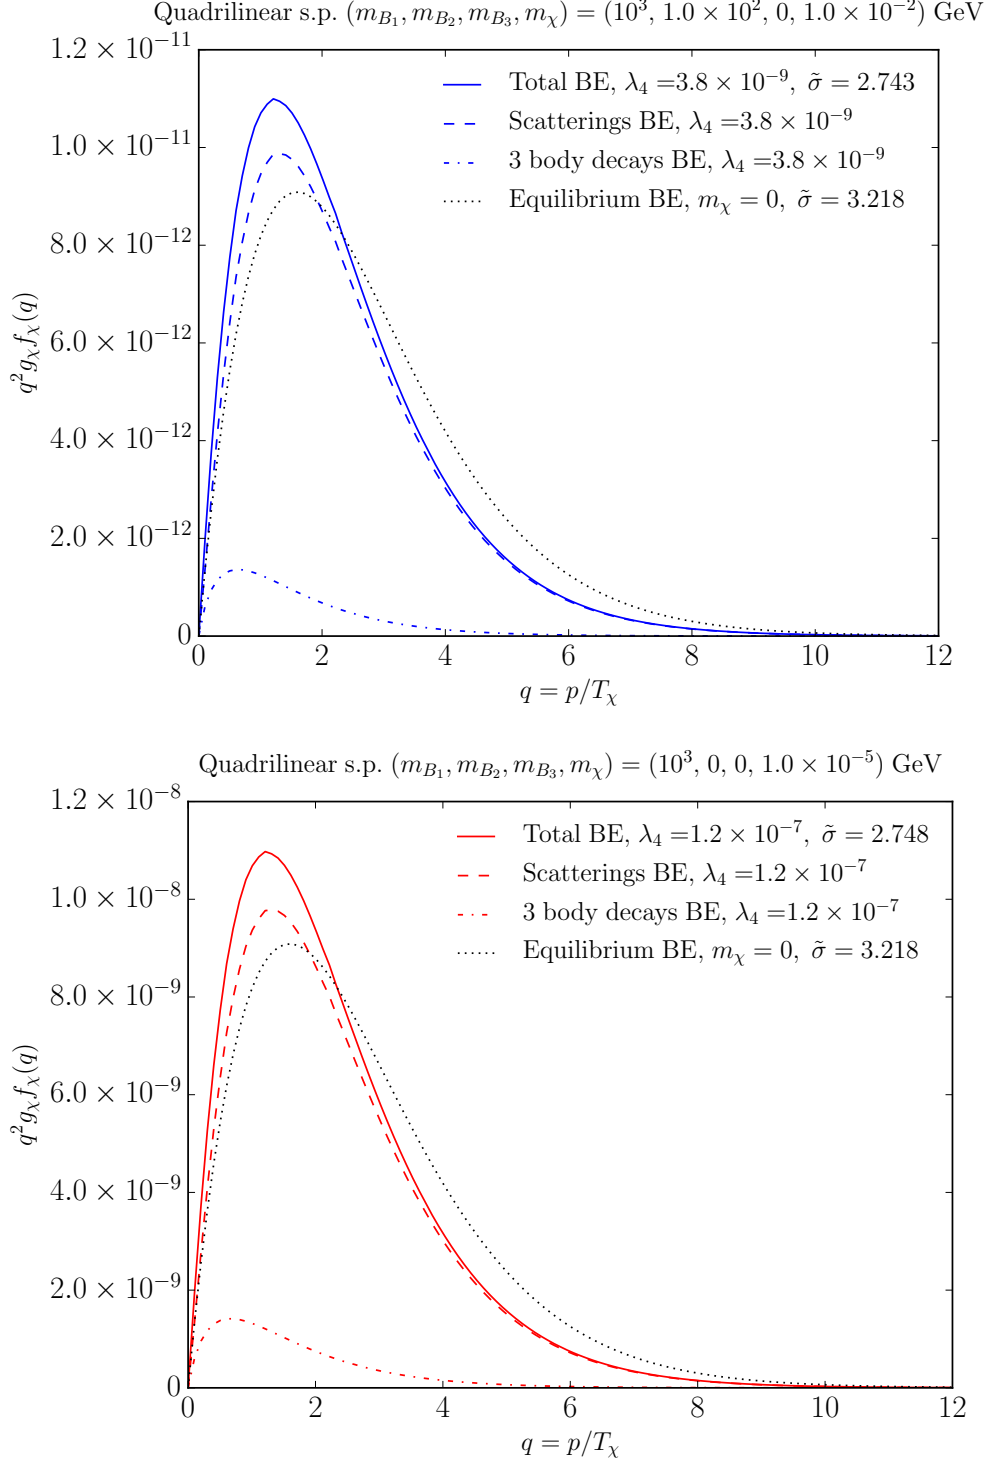 Quadrilinear s.p. (m_{B_1}, m_{B_2}, m_{B_3}, m_χ) = (10^3, 1.0 × 10^2, 0, 1.0 × 10^{−2}) GeV
1.2 × 10^{−11}
1.0 × 10^{−11}
8.0 × 10^{−12}
6.0 × 10^{−12}
4.0 × 10^{−12}
2.0 × 10^{−12}
0
q^2 g_χ f_χ(q)
Total BE, λ_4 =3.8 × 10^{−9}, σ̃ = 2.743
Scatterings BE, λ_4 =3.8 × 10^{−9}
3 body decays BE, λ_4 =3.8 × 10^{−9}
Equilibrium BE, m_χ = 0, σ̃ = 3.218
0 2 4 6 8 10 12
q = p/T_χ
Quadrilinear s.p. (m_{B_1}, m_{B_2}, m_{B_3}, m_χ) = (10^3, 0, 0, 1.0 × 10^{−5}) GeV
1.2 × 10^{−8}
1.0 × 10^{−8}
8.0 × 10^{−9}
6.0 × 10^{−9}
4.0 × 10^{−9}
2.0 × 10^{−9}
0
q^2 g_χ f_χ(q)
Total BE, λ_4 =1.2 × 10^{−7}, σ̃ = 2.748
Scatterings BE, λ_4 =1.2 × 10^{−7}
3 body decays BE, λ_4 =1.2 × 10^{−7}
Equilibrium BE, m_χ = 0, σ̃ = 3.218
0 2 4 6 8 10 12
q = p/T_χ